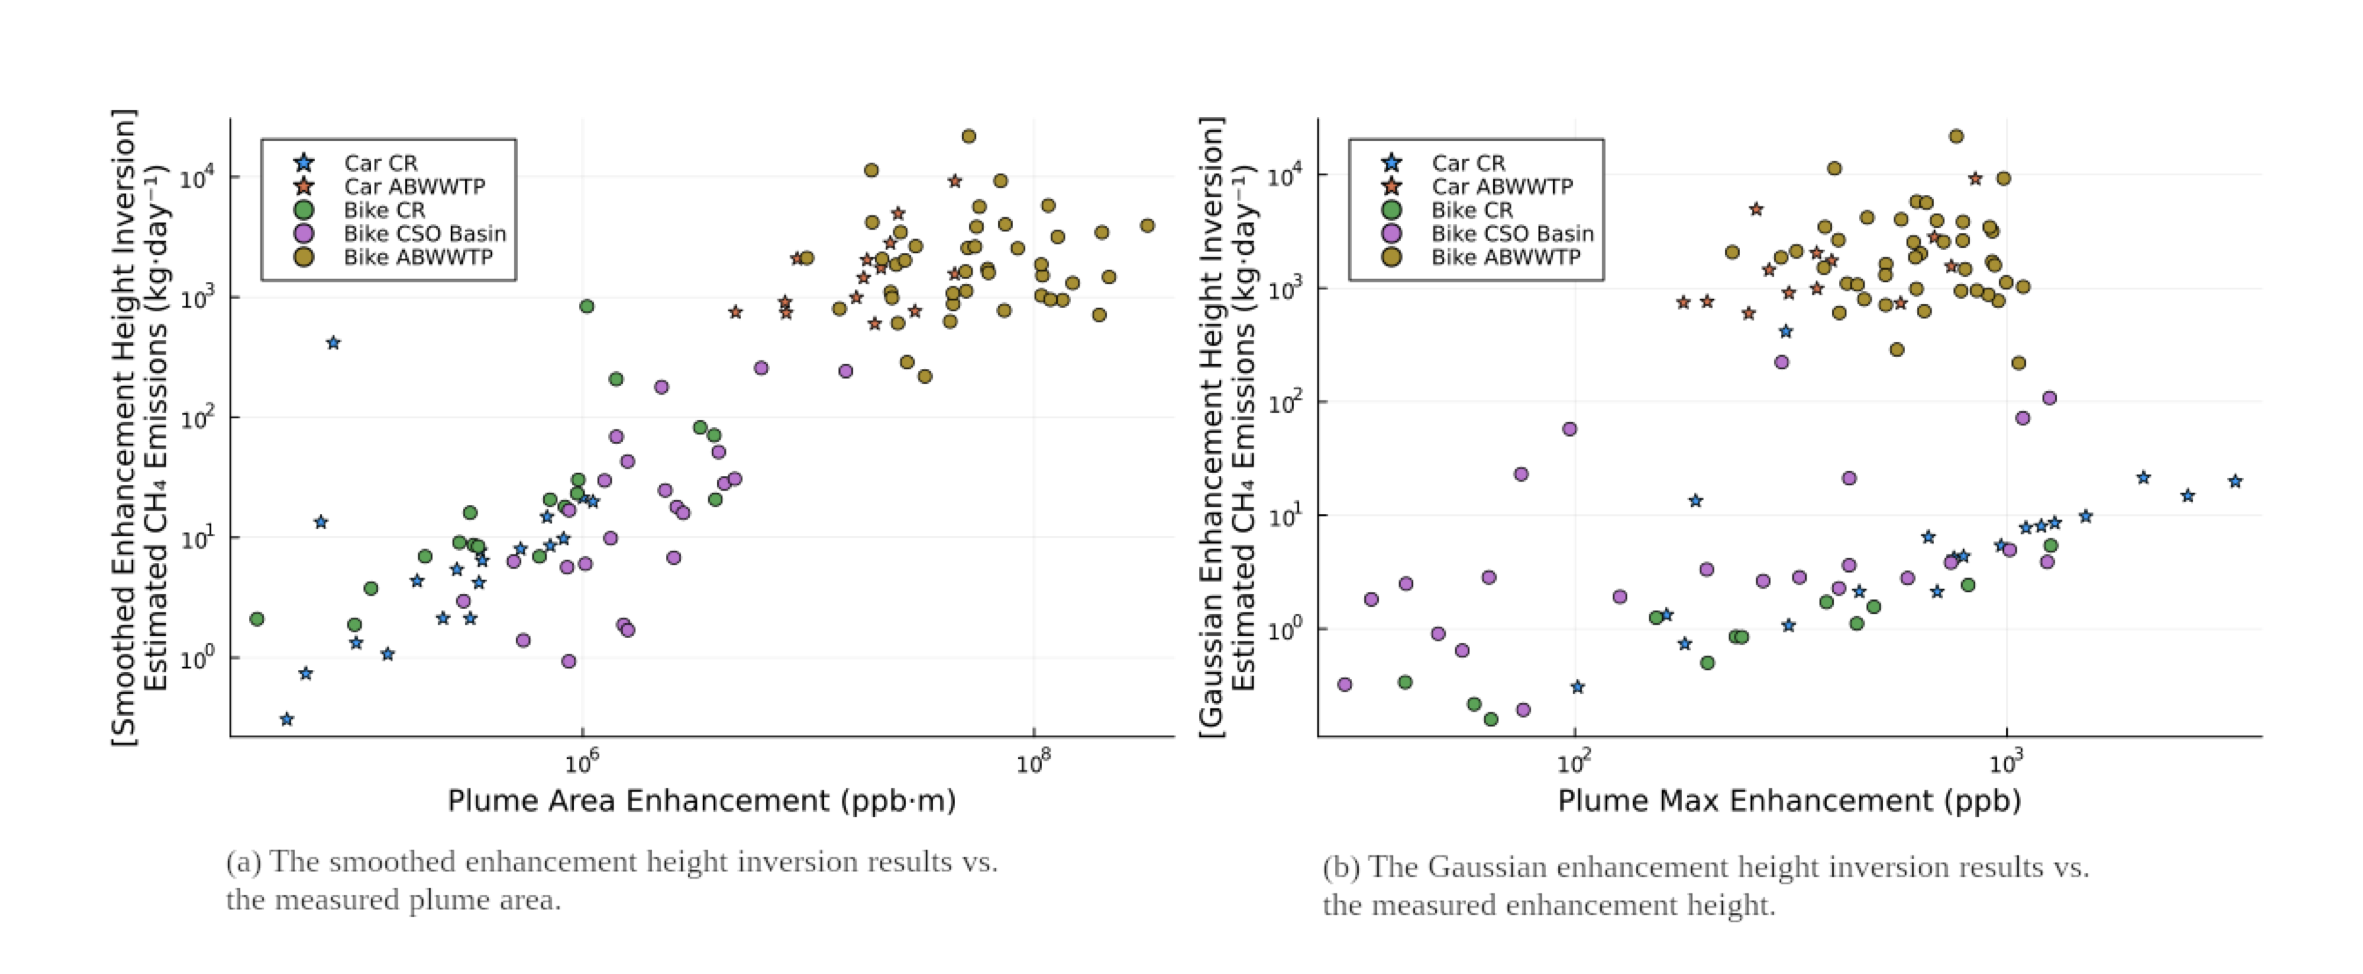 [Smoothed Enhancement Height Inversion]
Estimated CH₄ Emissions (kg·day⁻¹)
10⁴
10³
10²
10¹
10⁰
Car CR
Car ABWWTP
Bike CR
Bike CSO Basin
Bike ABWWTP
10⁶
10⁸
Plume Area Enhancement (ppb·m)
(a) The smoothed enhancement height inversion results vs.
the measured plume area.
[Gaussian Enhancement Height Inversion]
Estimated CH₄ Emissions (kg·day⁻¹)
10⁴
10³
10²
10¹
10⁰
Car CR
Car ABWWTP
Bike CR
Bike CSO Basin
Bike ABWWTP
10²
10³
Plume Max Enhancement (ppb)
(b) The Gaussian enhancement height inversion results vs.
the measured enhancement height.